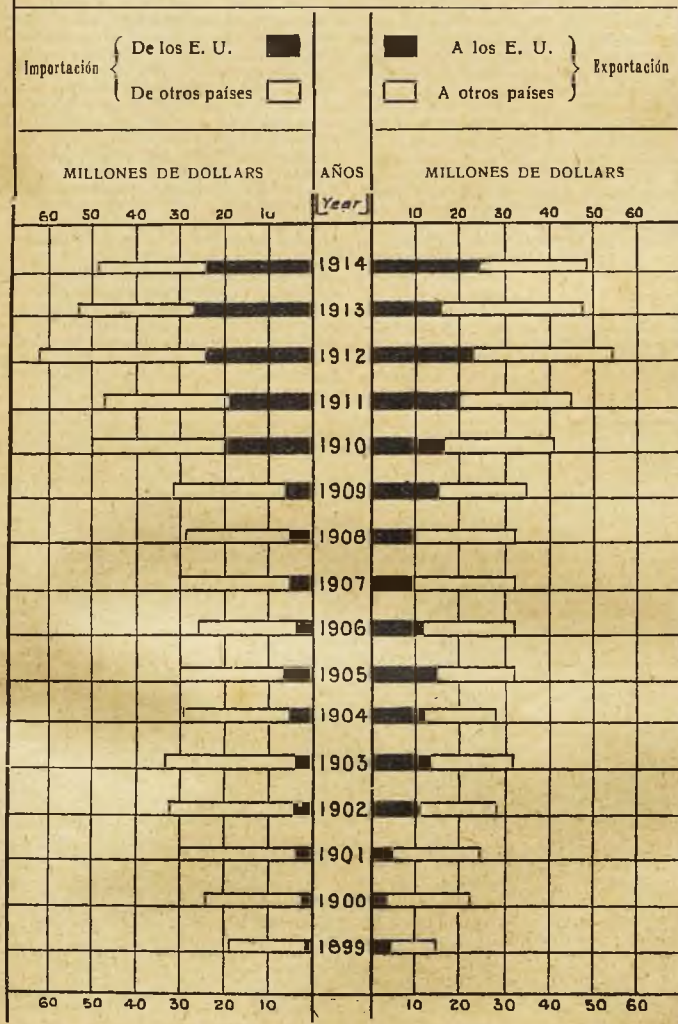 Importación
De los E. U.
De otros países
A los E. U.
A otros países
Exportación
MILLONES DE DOLLARS AÑOS MILLONES DE DOLLARS
[Year]
60 50 40 30 20 10 10 20 30 40 50 60
1914
1913
1912
1911
1910
1909
1908
1907
1906
1905
1904
1903
1902
1901
1900
1899
60 50 40 30 20 10 10 20 30 40 50 60